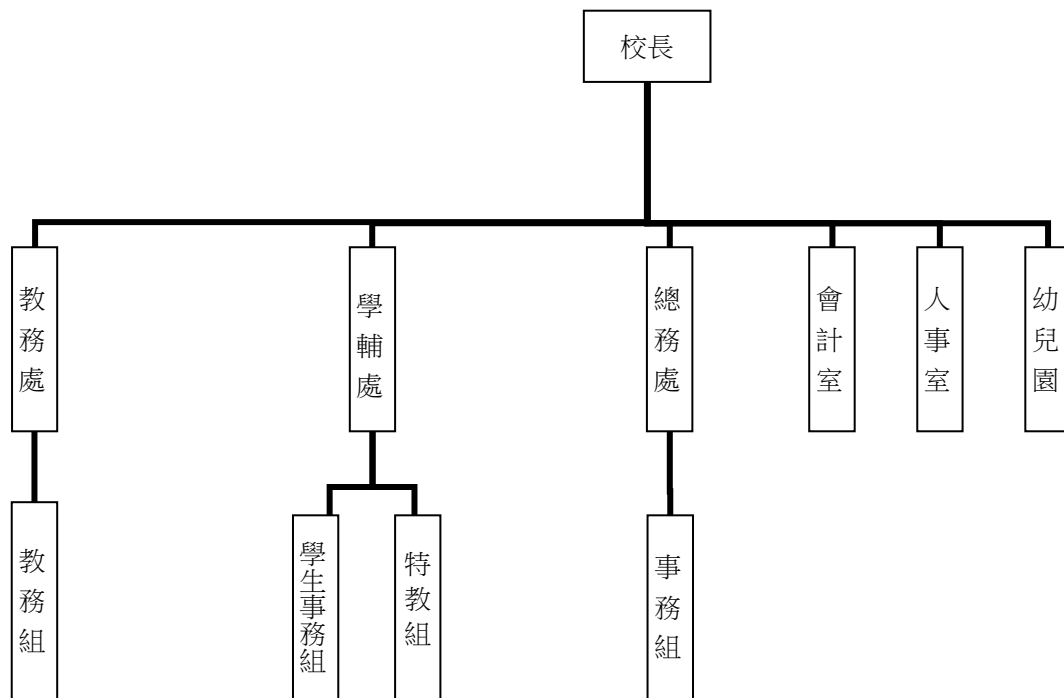 校長
教務處
學輔處
總務處
會計室
人事室
幼兒園
教務組
學生事務組
特教組
事務組